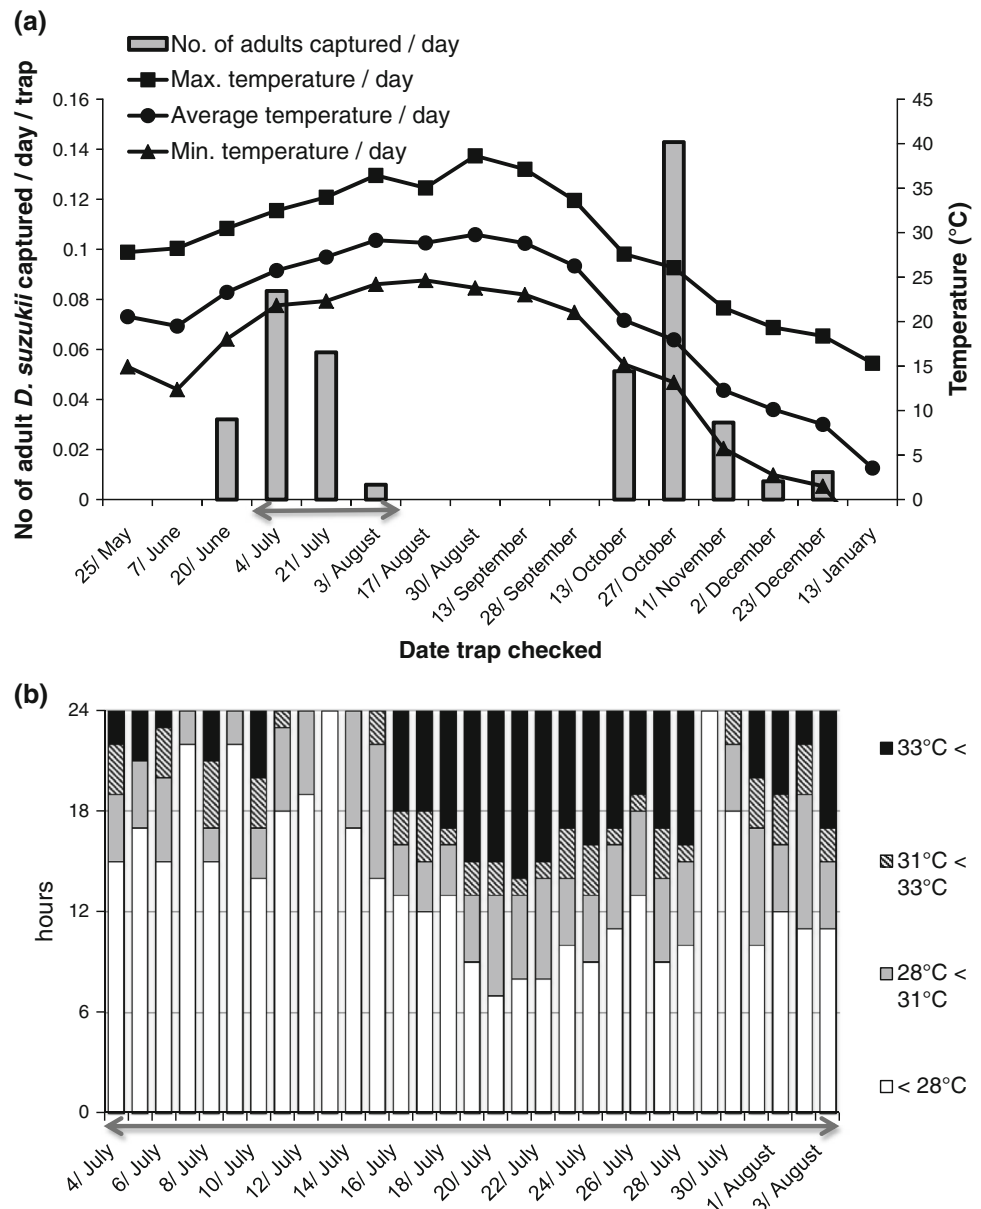 (a)
No. of adults captured / day
Max. temperature / day
Average temperature / day
Min. temperature / day
No of adult D. suzukii captured / day / trap
0.16
0.14
0.12
0.1
0.08
0.06
0.04
0.02
0
45
40
35
30
25
20
15
10
5
0
Temperature (°C)
25/ May
7/ June
20/ June
4/ July
21/ July
3/ August
17/ August
30/ August
13/ September
28/ September
13/ October
27/ October
11/ November
2/ December
23/ December
13/ January
Date trap checked
(b)
hours
24
18
12
6
0
33°C <
31°C <
33°C
28°C <
31°C
< 28°C
4/ July
6/ July
8/ July
10/ July
12/ July
14/ July
16/ July
18/ July
20/ July
22/ July
24/ July
26/ July
28/ July
30/ July
1/ August
3/ August